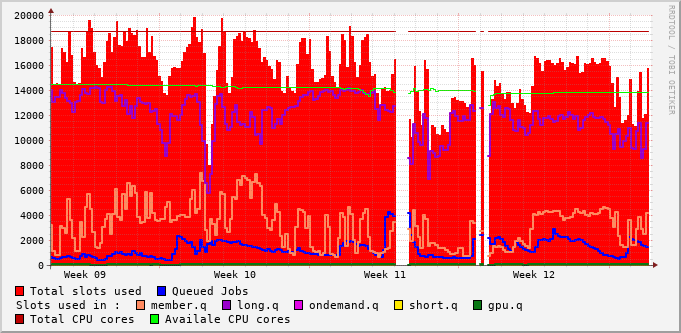 20000
18000
16000
14000
12000
10000
8000
6000
4000
2000
0
Week 09 Week 10 Week 11 Week 12
RRDTOOL / TOBI OETIKER
Total slots used Queued Jobs
Slots used in : member.q long.q ondemand.q short.q gpu.q
Total CPU cores Availale CPU cores